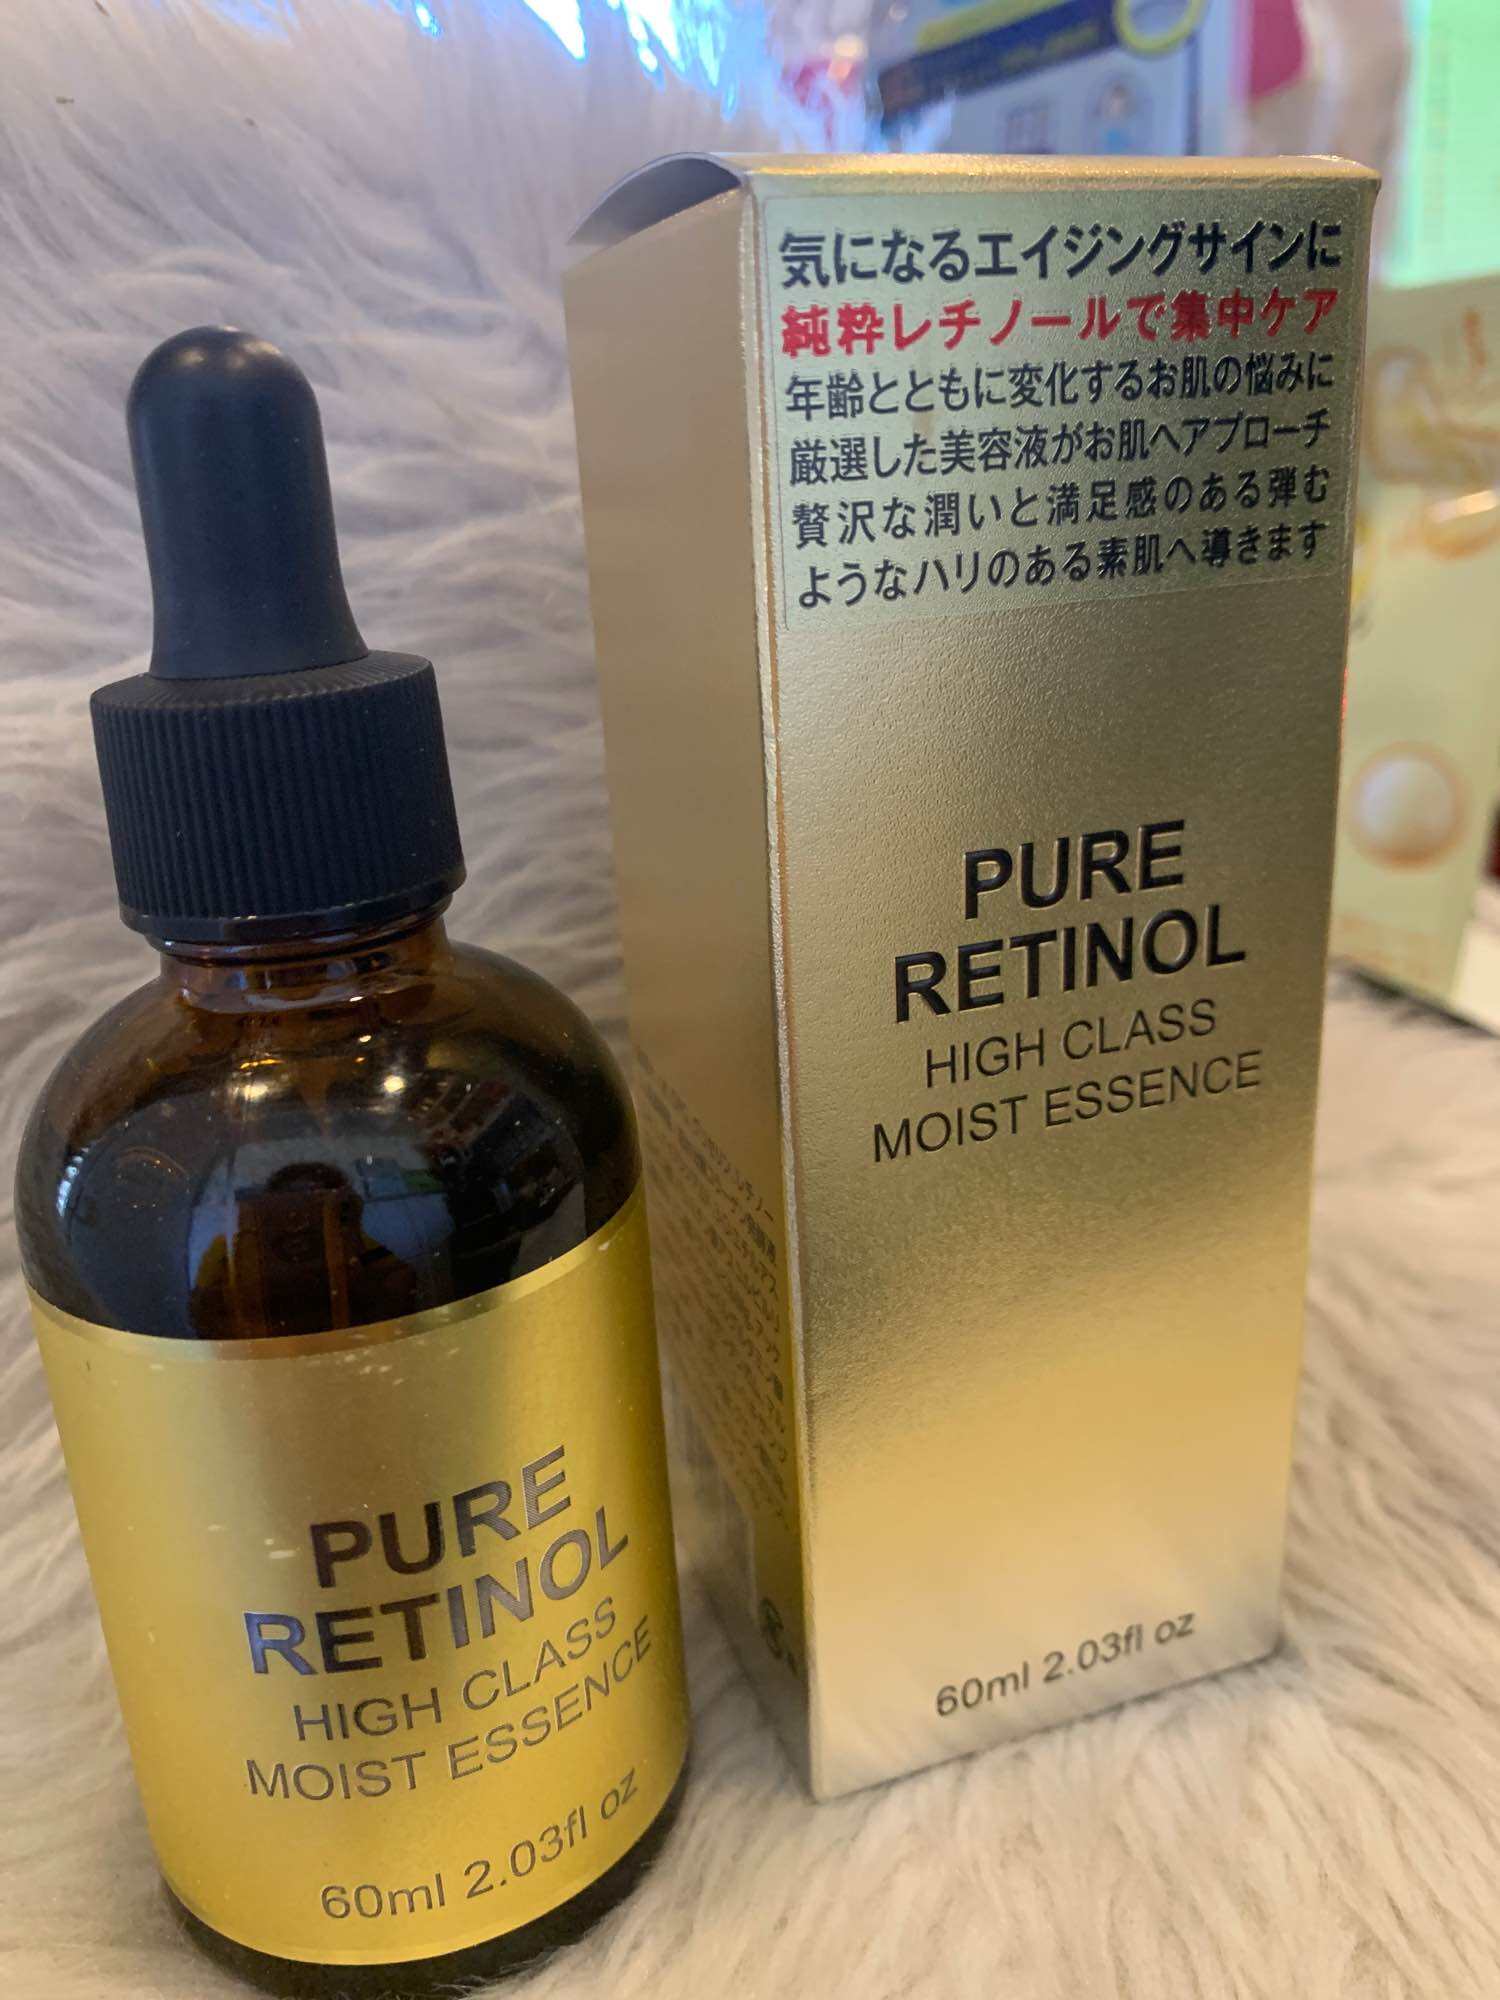 気になるエイジングサインに
純粋レチノールで集中ケア
年齢とともに変化するお肌の悩みに
厳選した美容液がお肌へアプローチ
贅沢な潤いと満足感のある弾む
ようなハリのある素肌へ導きます
PURE
RETINOL
HIGH CLASS
MOIST ESSENCE
60ml 2.03fl oz
PURE
RETINOL
HIGH CLASS
MOIST ESSENCE
60ml 2.03fl oz